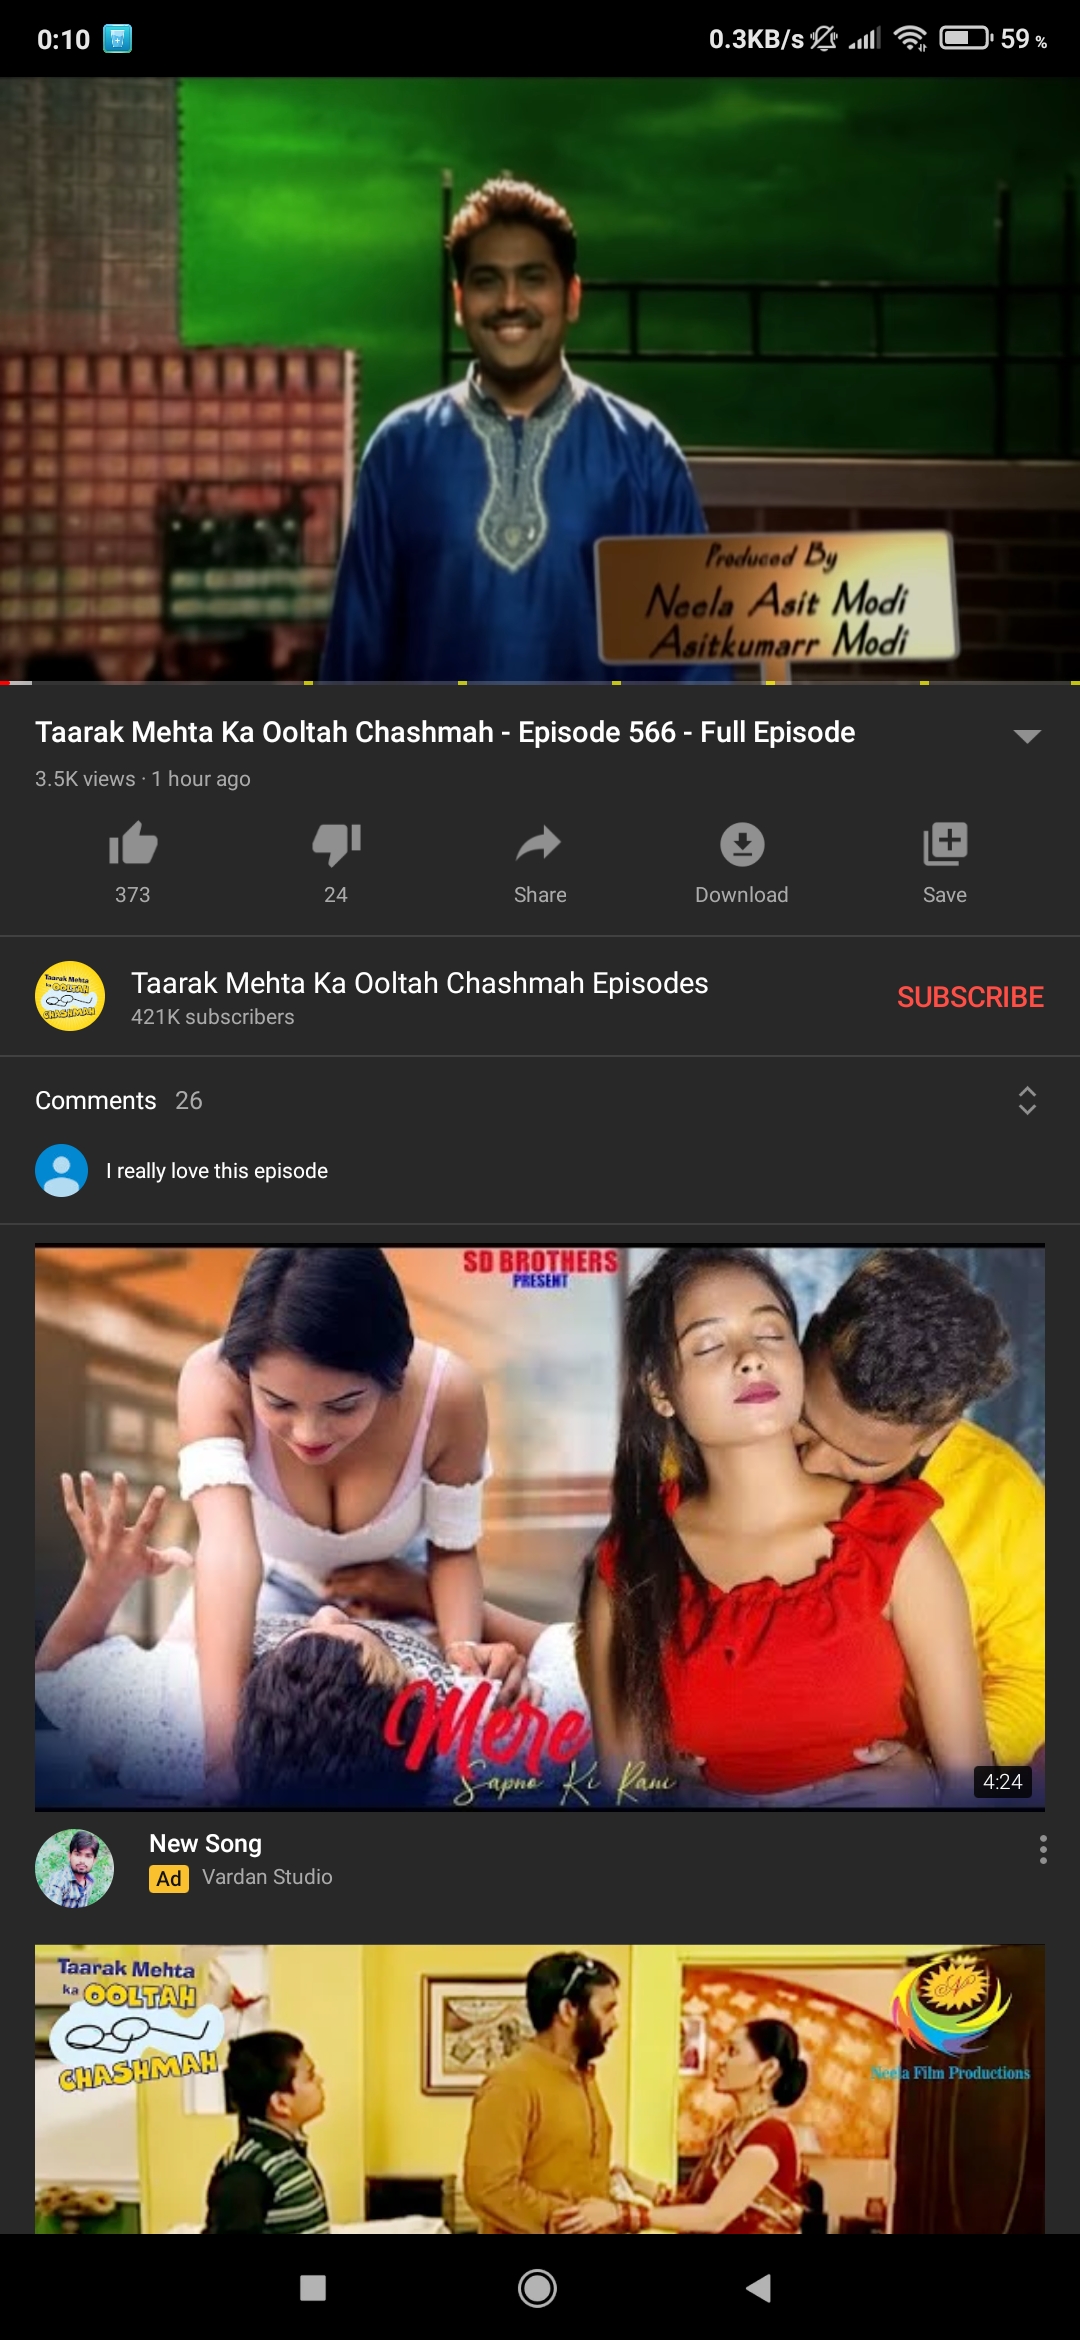 0:10
0.3KB/s 59 %
Produced By
Neela Asit Modi
Asitkumarr Modi
Taarak Mehta Ka Ooltah Chashmah - Episode 566 - Full Episode
3.5K views · 1 hour ago
373
24
Share
Download
Save
Taarak Mehta
ka OOLTAH
CHASHMAH
Taarak Mehta Ka Ooltah Chashmah Episodes
421K subscribers
SUBSCRIBE
Comments 26
I really love this episode
SD BROTHERS
PRESENT
Mere
Sapno Ki Rani
4:24
New Song
Ad Vardan Studio
Taarak Mehta
ka OOLTAH
CHASHMAH
Neela Film Productions